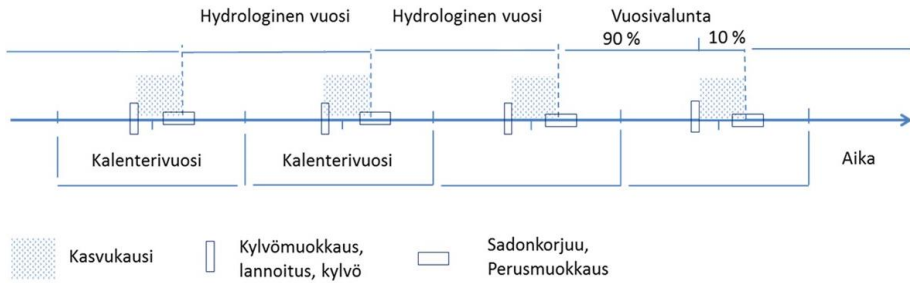 Hydrologinen vuosi
Hydrologinen vuosi
Vuosivalunta
90 %
10 %
Kalenterivuosi
Kalenterivuosi
Aika
Kasvukausi
Kylvömuokkaus,
lannoitus, kylvö
Sadonkorjuu,
Perusmuokkaus